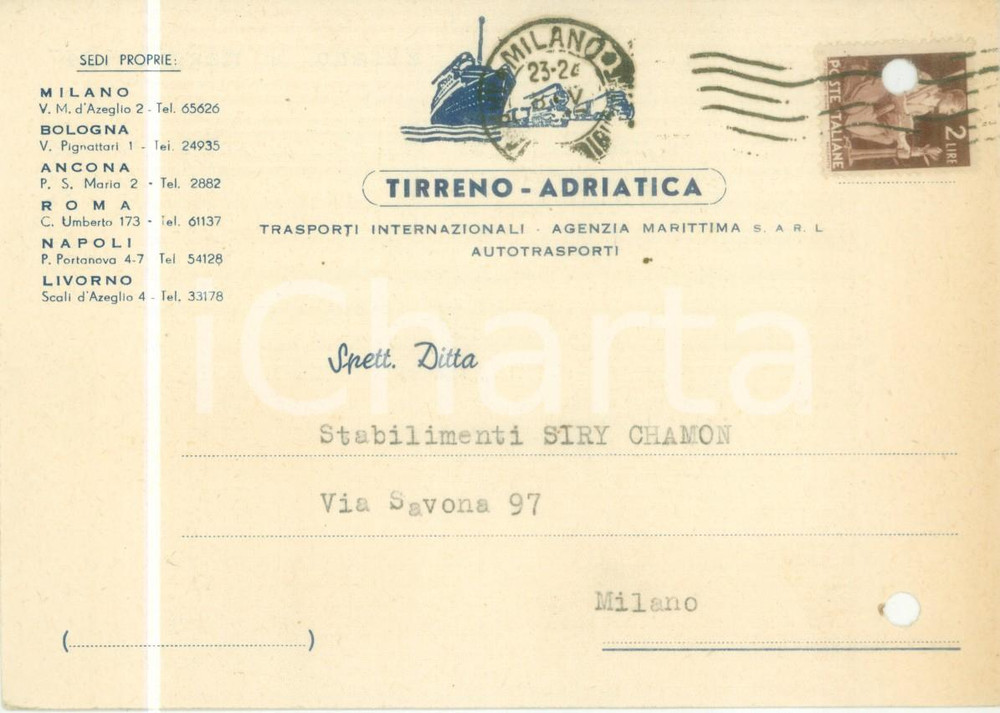 SEDI PROPRIE:
MILANO
V. M. d'Azeglio 2 - Tel. 65626
BOLOGNA
V. Pignattari 1 - Tel. 24935
ANCONA
P. S. Maria 2 - Tel. 2882
ROMA
C. Umberto 173 - Tel. 61137
NAPOLI
P. Portanova 4-7 Tel 54128
LIVORNO
Scali d'Azeglio 4 - Tel, 33178
MILANO
23-24
POSTE ITALIANE
2 LIRE
TIRRENO - ADRIATICA
TRASPORTI INTERNAZIONALI - AGENZIA MARITTIMA S. A R. L
AUTOTRASPORTI
iCharta
Spett. Ditta
Stabilimenti SIRY CHAMON
Via Savona 97
Milano
(          )